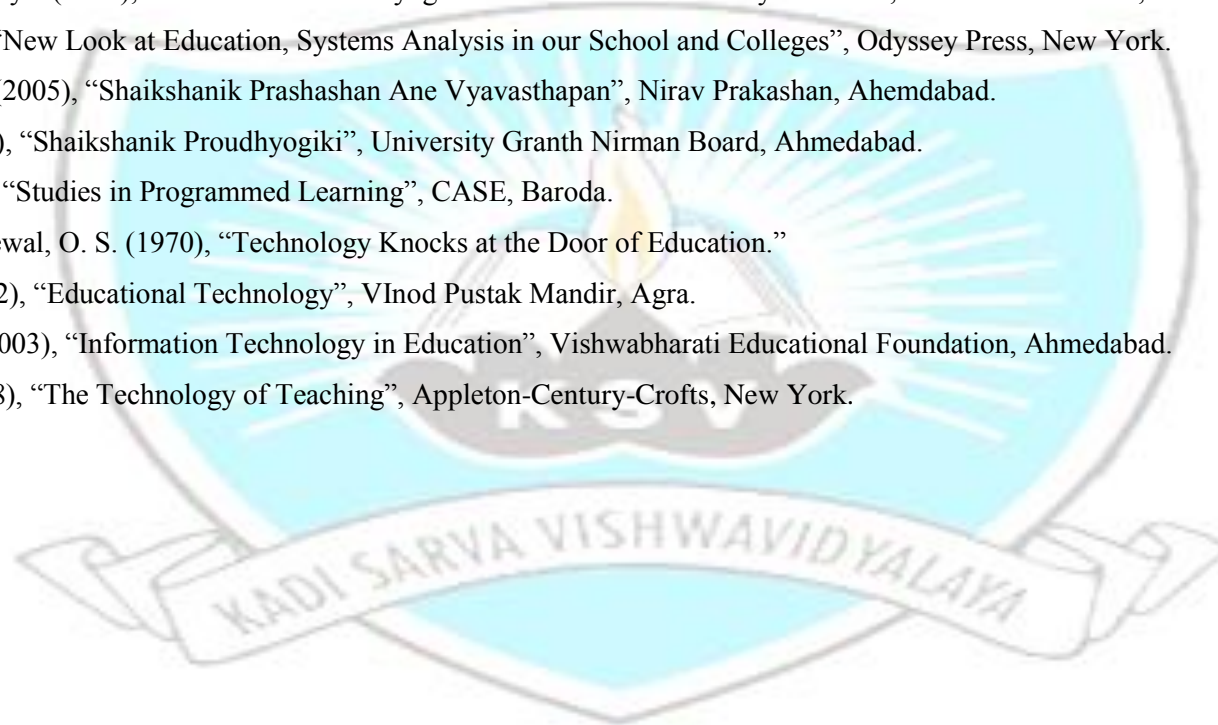 “New Look at Education, Systems Analysis in our School and Colleges”, Odyssey Press, New York.
(2005), “Shaikshanik Prashashan Ane Vyavasthapan”, Nirav Prakashan, Ahemdabad.
), “Shaikshanik Proudhyogiki”, University Granth Nirman Board, Ahmedabad.
“Studies in Programmed Learning”, CASE, Baroda.
ewal, O. S. (1970), “Technology Knocks at the Door of Education.”
2), “Educational Technology”, VInod Pustak Mandir, Agra.
003), “Information Technology in Education”, Vishwabharati Educational Foundation, Ahmedabad.
8), “The Technology of Teaching”, Appleton-Century-Crofts, New York.
KSV
KADI SARVA VISHWAVIDYALAYA